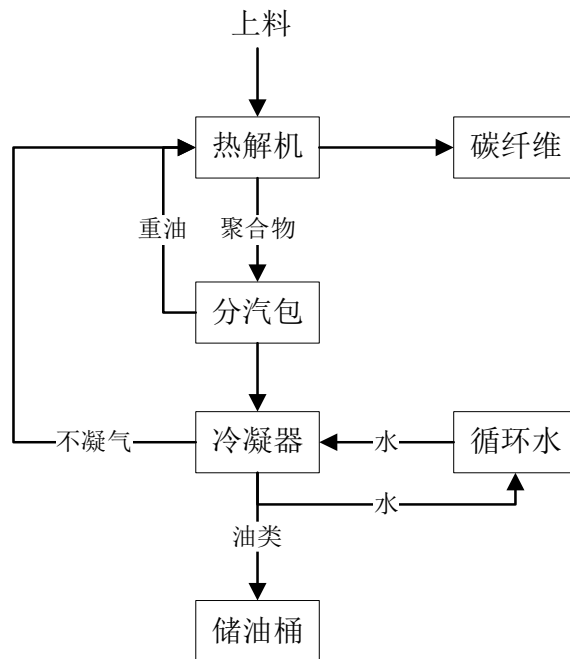 上料
热解机
碳纤维
重油
聚合物
分汽包
不凝气
冷凝器
水
循环水
水
油类
储油桶